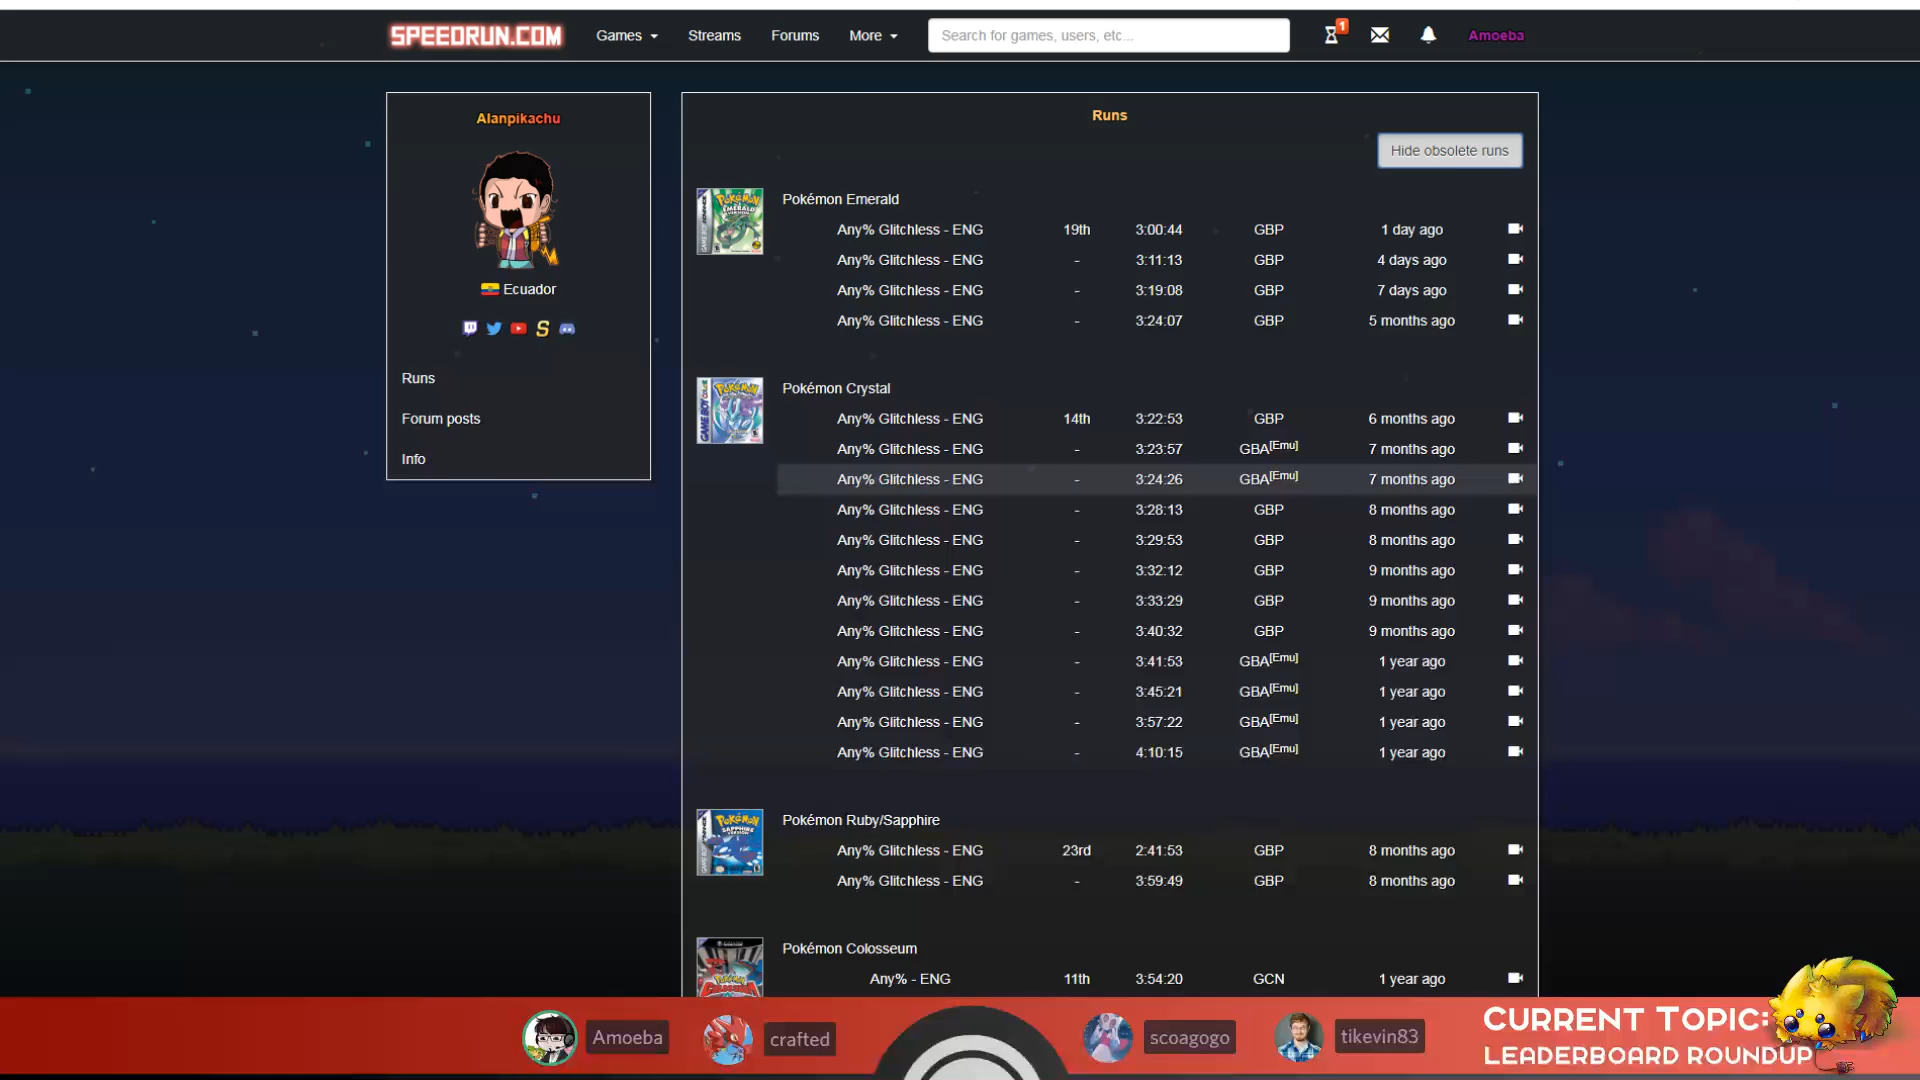 SPEEDRUN.COM Games Streams Forums More Search for games, users, etc... 1 Amoeba
Alanpikachu
Ecuador
Runs
Forum posts
Info
Runs
Hide obsolete runs
Pokémon Emerald
Any% Glitchless - ENG 19th 3:00:44 GBP 1 day ago
Any% Glitchless - ENG - 3:11:13 GBP 4 days ago
Any% Glitchless - ENG - 3:19:08 GBP 7 days ago
Any% Glitchless - ENG - 3:24:07 GBP 5 months ago
Pokémon Crystal
Any% Glitchless - ENG 14th 3:22:53 GBP 6 months ago
Any% Glitchless - ENG - 3:23:57 GBA[Emu] 7 months ago
Any% Glitchless - ENG - 3:24:26 GBA[Emu] 7 months ago
Any% Glitchless - ENG - 3:28:13 GBP 8 months ago
Any% Glitchless - ENG - 3:29:53 GBP 8 months ago
Any% Glitchless - ENG - 3:32:12 GBP 9 months ago
Any% Glitchless - ENG - 3:33:29 GBP 9 months ago
Any% Glitchless - ENG - 3:40:32 GBP 9 months ago
Any% Glitchless - ENG - 3:41:53 GBA[Emu] 1 year ago
Any% Glitchless - ENG - 3:45:21 GBA[Emu] 1 year ago
Any% Glitchless - ENG - 3:57:22 GBA[Emu] 1 year ago
Any% Glitchless - ENG - 4:10:15 GBA[Emu] 1 year ago
Pokémon Ruby/Sapphire
Any% Glitchless - ENG 23rd 2:41:53 GBP 8 months ago
Any% Glitchless - ENG - 3:59:49 GBP 8 months ago
Pokémon Colosseum
Any% - ENG 11th 3:54:20 GCN 1 year ago
Amoeba crafted scoagogo tikevin83
CURRENT TOPIC:
LEADERBOARD ROUNDUP